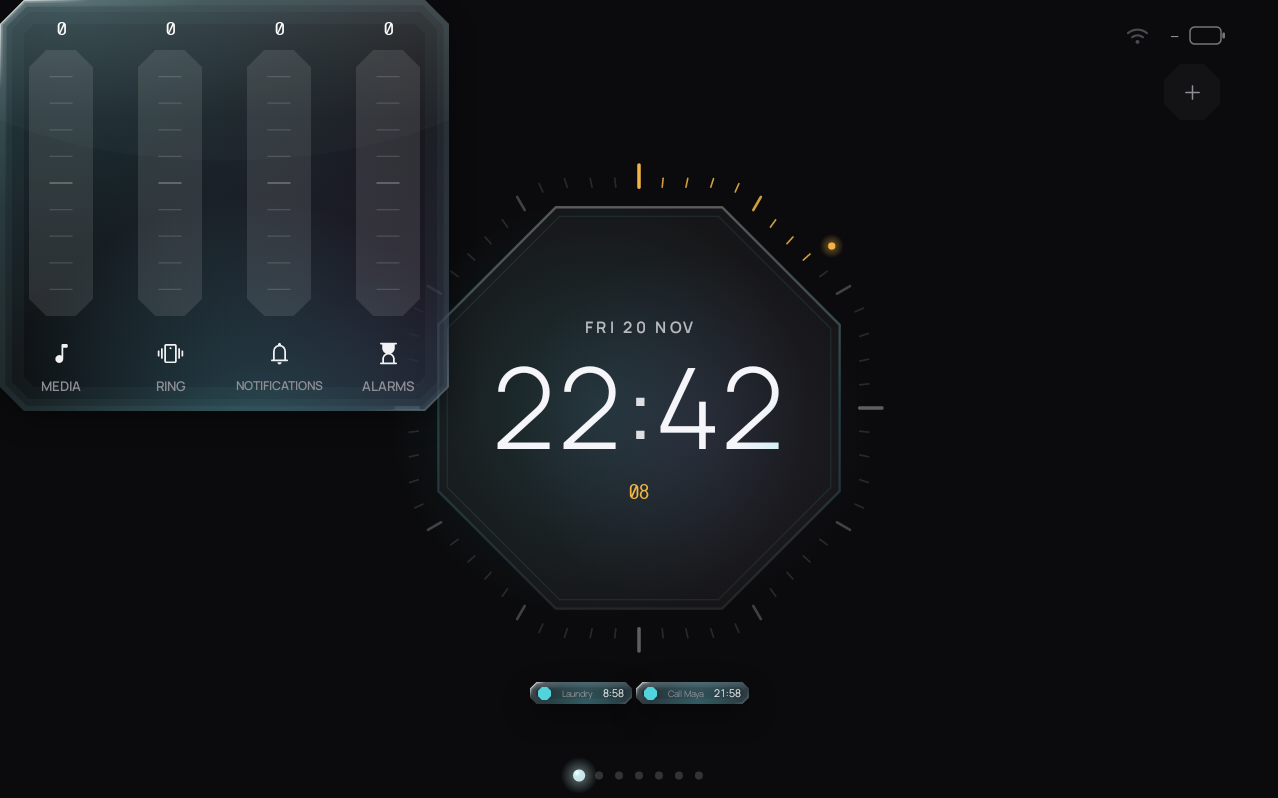 0 0 0 0
MEDIA RING NOTIFICATIONS ALARMS
–
+
FRI 20 NOV
22:42
08
Laundry 8:58 Call Maya 21:58